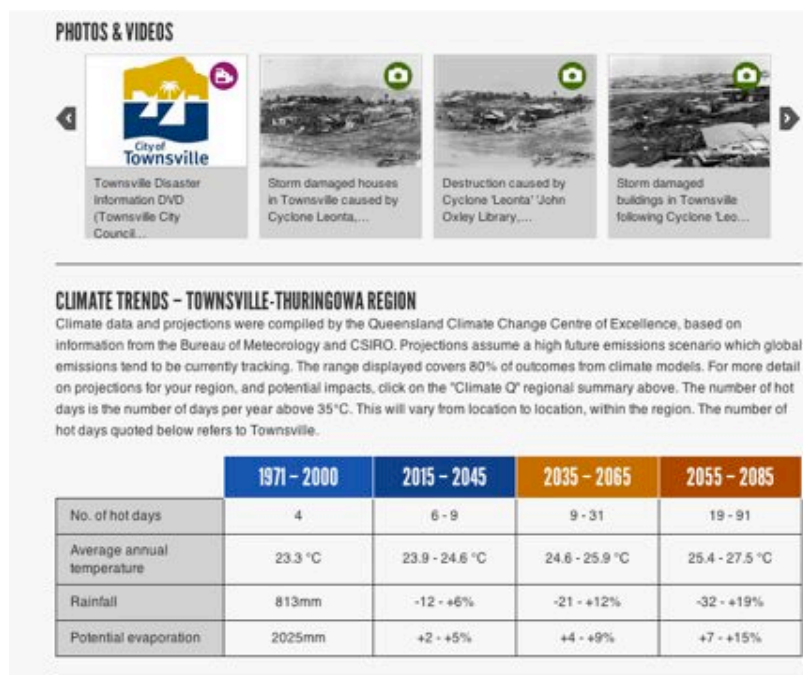 PHOTOS & VIDEOS
City of
Townsville
Townsville Disaster
Information DVD
(Townsville City
Council...
Storm damaged houses
in Townsville caused by
Cyclone Leonta,...
Destruction caused by
Cyclone 'Leonta' 'John
Oxley Library,...
Storm damaged
buildings in Townsville
following Cyclone 'Leo...
CLIMATE TRENDS – TOWNSVILLE-THURINGOWA REGION
Climate data and projections were compiled by the Queensland Climate Change Centre of Excellence, based on
information from the Bureau of Meteorology and CSIRO. Projections assume a high future emissions scenario which global
emissions tend to be currently tracking. The range displayed covers 80% of outcomes from climate models. For more detail
on projections for your region, and potential impacts, click on the "Climate Q" regional summary above. The number of hot
days is the number of days per year above 35°C. This will vary from location to location, within the region. The number of
hot days quoted below refers to Townsville.
1971 – 2000 2015 – 2045 2035 – 2065 2055 – 2085
No. of hot days 4 6 - 9 9 - 31 19 - 91
Average annual
temperature 23.3 °C 23.9 - 24.6 °C 24.6 - 25.9 °C 25.4 - 27.5 °C
Rainfall 813mm -12 - +6% -21 - +12% -32 - +19%
Potential evaporation 2025mm +2 - +5% +4 - +9% +7 - +15%